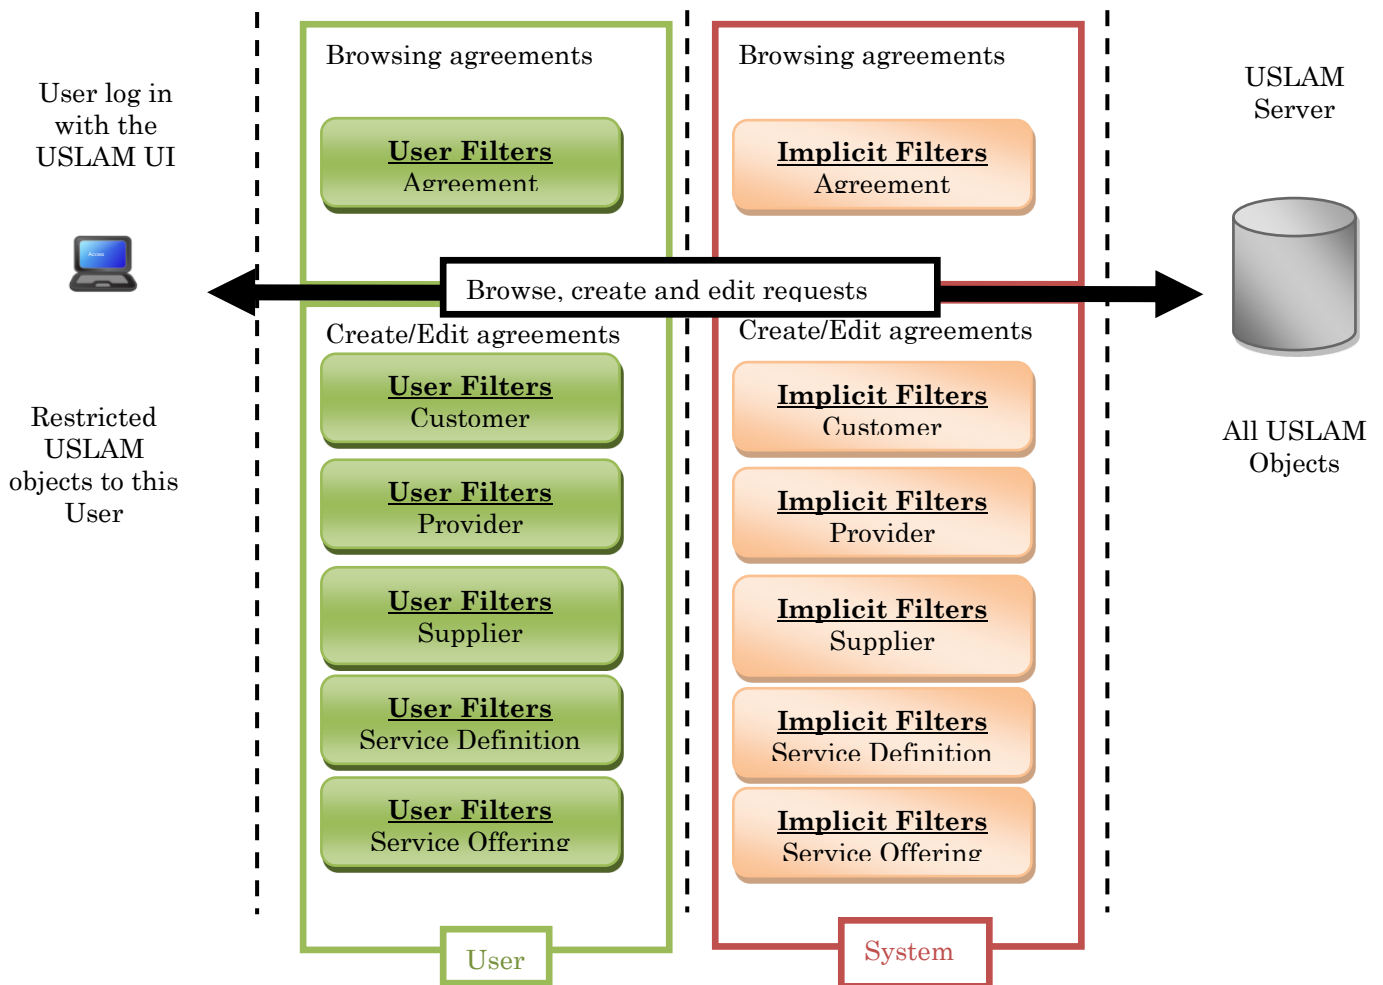 User log in
with the
USLAM UI
Access
Restricted
USLAM
objects to this
User
Browsing agreements
User Filters
Agreement
Browse, create and edit requests
Create/Edit agreements
User Filters
Customer
User Filters
Provider
User Filters
Supplier
User Filters
Service Definition
User Filters
Service Offering
User
Browsing agreements
Implicit Filters
Agreement
Create/Edit agreements
Implicit Filters
Customer
Implicit Filters
Provider
Implicit Filters
Supplier
Implicit Filters
Service Definition
Implicit Filters
Service Offering
System
USLAM
Server
All USLAM
Objects